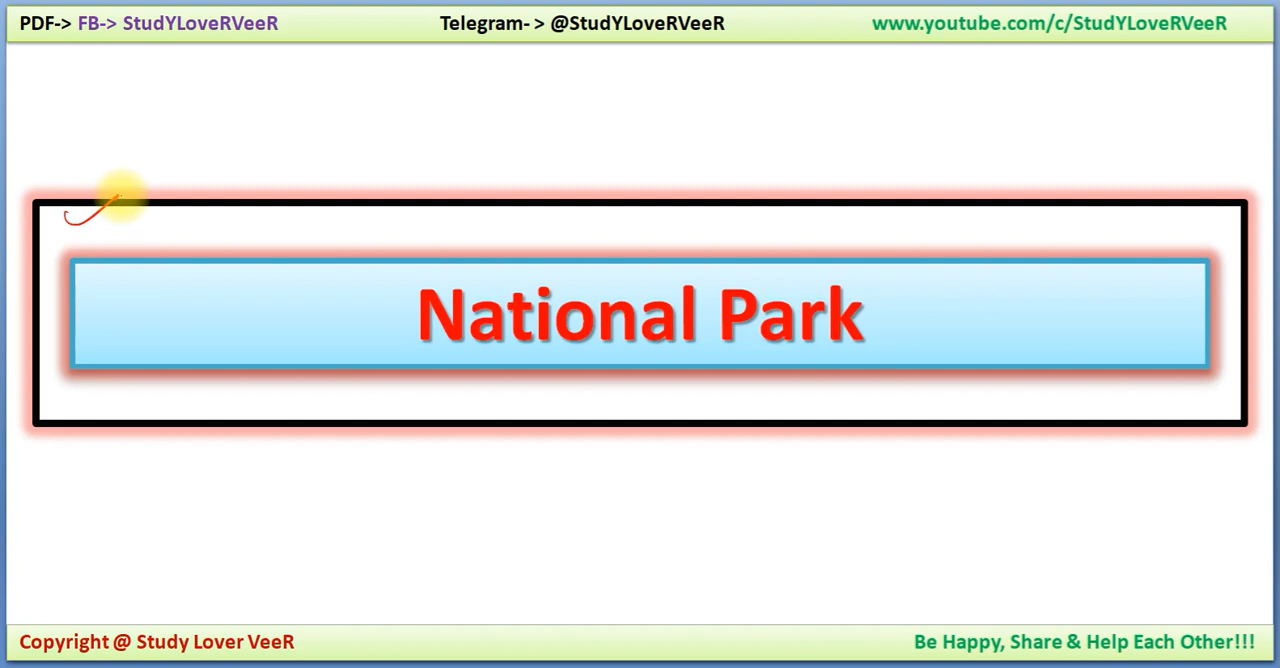 PDF-> FB-> StudYLoveRVeeR Telegram- > @StudYLoveRVeeR www.youtube.com/c/StudYLoveRVeeR
National Park
Copyright @ Study Lover VeeR Be Happy, Share & Help Each Other!!!